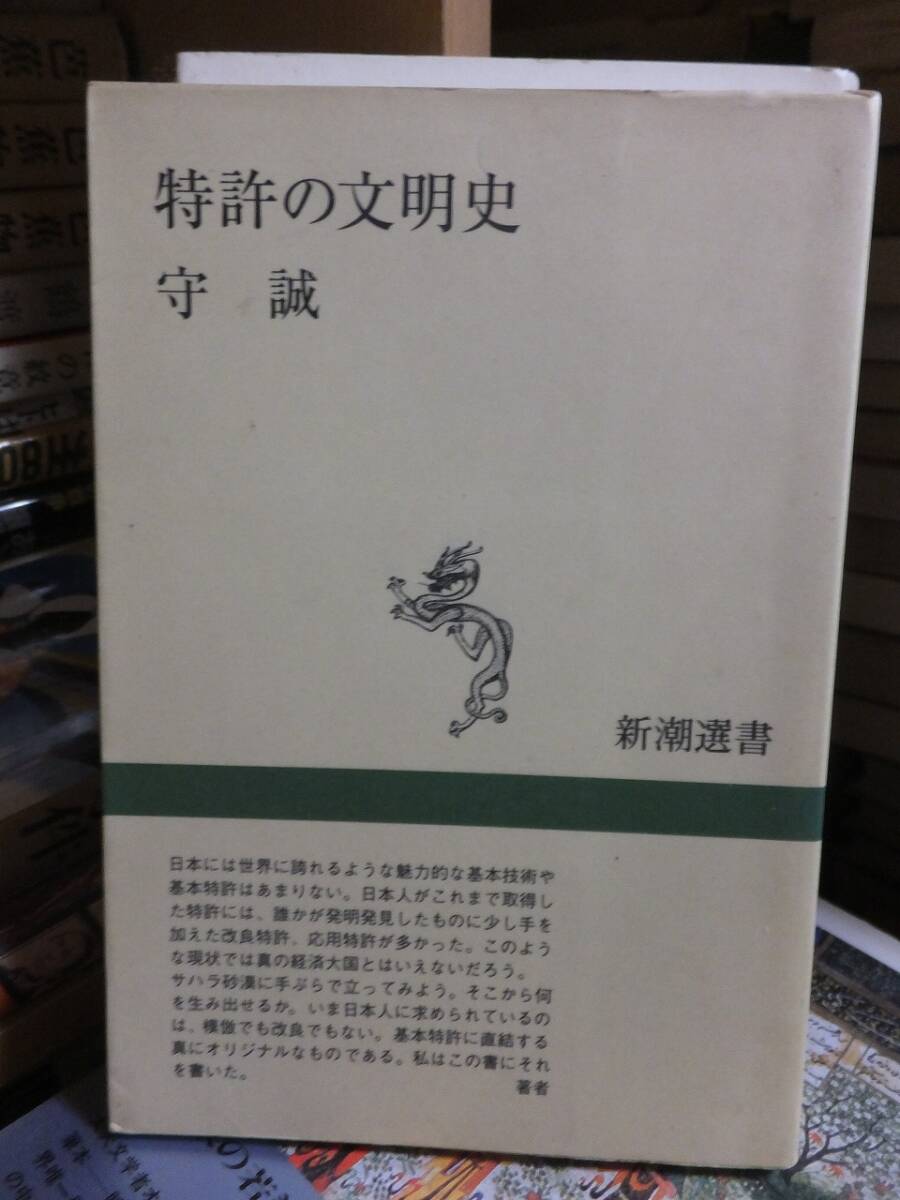 特許の文明史
守 誠
新潮選書
日本には世界に誇れるような魅力的な基本技術や
基本特許はあまりない。日本人がこれまで取得し
た特許には、誰かが発明発見したものに少し手を
加えた改良特許、応用特許が多かった。このよう
な現状では真の経済大国とはいえないだろう。
サハラ砂漠に手ぶらで立ってみよう。そこから何
を生み出せるか。いま日本人に求められているの
は、模倣でも改良でもない。基本特許に直結する
真にオリジナルなものである。私はこの書にそれ
を書いた。
著者